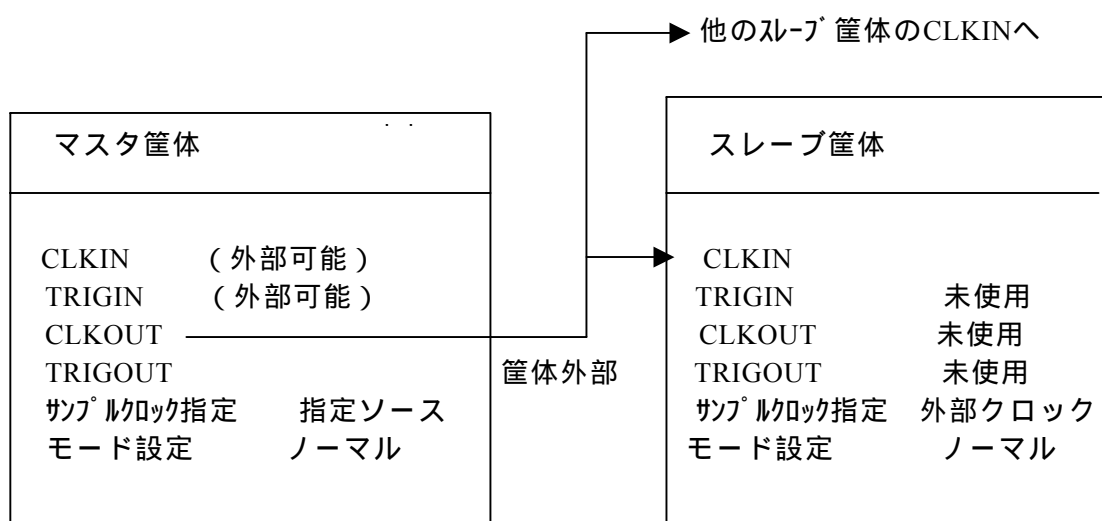 他のｽﾚｰﾌﾞ筐体のCLKINへ
マスタ筐体
CLKIN （外部可能）
TRIGIN （外部可能）
CLKOUT
TRIGOUT
ｻﾝﾌﾟﾙｸﾛｯｸ指定 指定ソース
モード設定 ノーマル
筐体外部
スレーブ筐体
CLKIN
TRIGIN 未使用
CLKOUT 未使用
TRIGOUT 未使用
ｻﾝﾌﾟﾙｸﾛｯｸ指定 外部クロック
モード設定 ノーマル